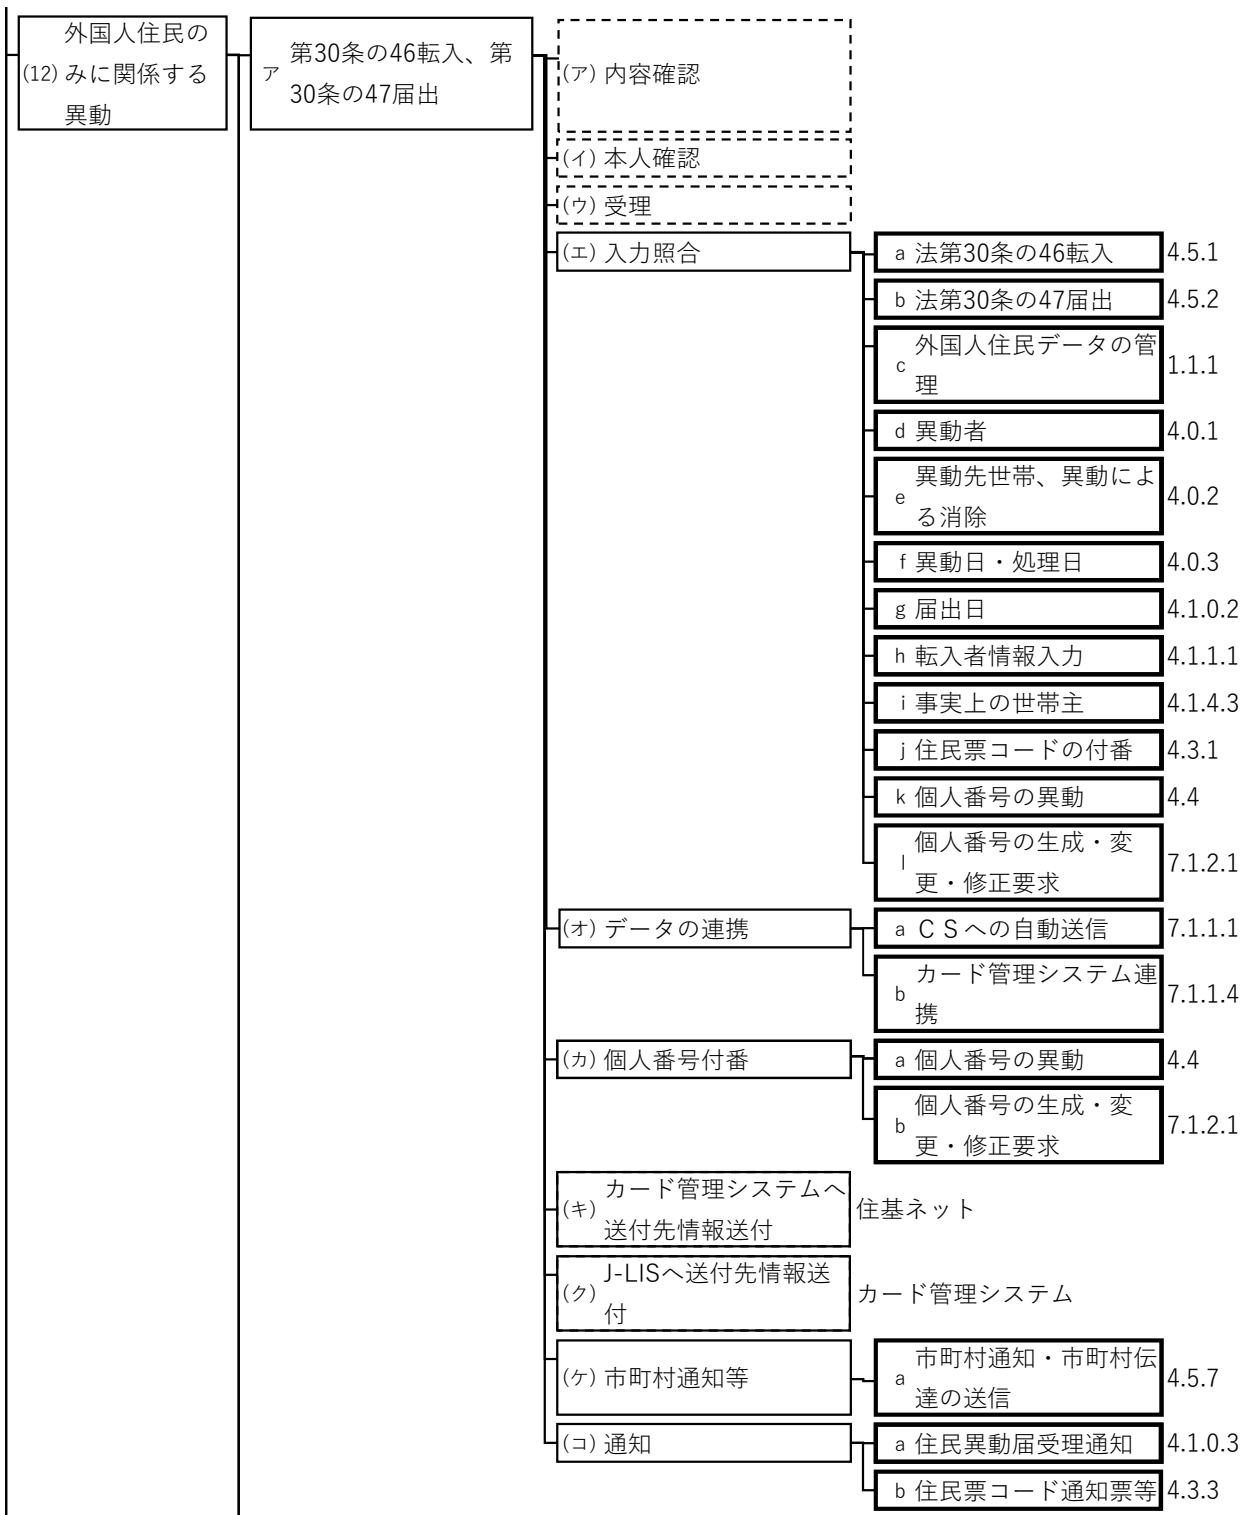 外国人住民の
(12) みに関係する
異動
ア 第30条の46転入、第
30条の47届出
(ア) 内容確認
(イ) 本人確認
(ウ) 受理
(エ) 入力照合
a 法第30条の46転入 4.5.1
b 法第30条の47届出 4.5.2
c 外国人住民データの管
理 1.1.1
d 異動者 4.0.1
e 異動先世帯、異動によ
る消除 4.0.2
f 異動日・処理日 4.0.3
g 届出日 4.1.0.2
h 転入者情報入力 4.1.1.1
i 事実上の世帯主 4.1.4.3
j 住民票コードの付番 4.3.1
k 個人番号の異動 4.4
l 個人番号の生成・変
更・修正要求 7.1.2.1
(オ) データの連携
a ＣＳへの自動送信 7.1.1.1
b カード管理システム連
携 7.1.1.4
(カ) 個人番号付番
a 個人番号の異動 4.4
b 個人番号の生成・変
更・修正要求 7.1.2.1
(キ) カード管理システムへ
送付先情報送付 住基ネット
(ク) J-LISへ送付先情報送
付 カード管理システム
(ケ) 市町村通知等
a 市町村通知・市町村伝
達の送信 4.5.7
(コ) 通知
a 住民異動届受理通知 4.1.0.3
b 住民票コード通知票等 4.3.3